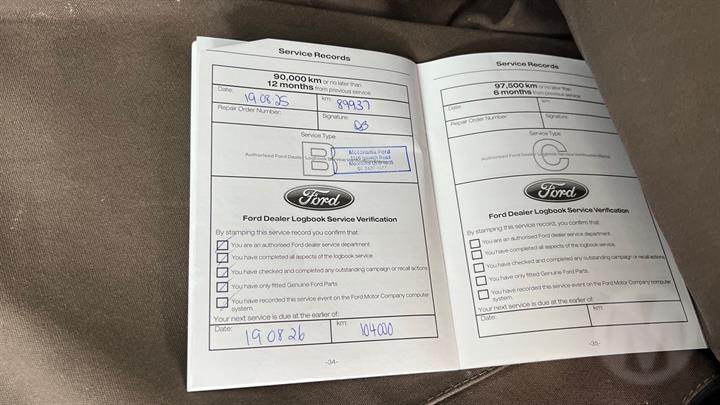 Service Records
90,000 km or no later than
12 months from previous service
Date: 19 08 25
km: 89937
Repair Order Number:
Signature:
Service Type
B
Motorama Ford
Ford
Ford Dealer Logbook Service Verification
By stamping this service record you confirm that:
You are an authorised Ford dealer service department
You have completed all aspects of the logbook service
You have checked and completed any outstanding campaign or recall actions
You have only fitted Genuine Ford Parts
You have recorded this service event on the Ford Motor Company computer
system.
Your next service is due at the earlier of:
Date: 19 08 26
km: 104000
-34-
Service Records
97,500 km or no later than
6 months from previous service
Date:
km:
Repair Order Number:
Signature:
Service Type
C
Ford
Ford Dealer Logbook Service Verification
By stamping this service record, you confirm that:
You are an authorised Ford dealer service department
You have completed all aspects of the logbook service.
You have checked and completed any outstanding campaign or recall actions
You have only fitted Genuine Ford Parts
You have recorded this service event on the Ford Motor Company computer
system.
Your next service is due at the earlier of:
Date:
km:
-35-